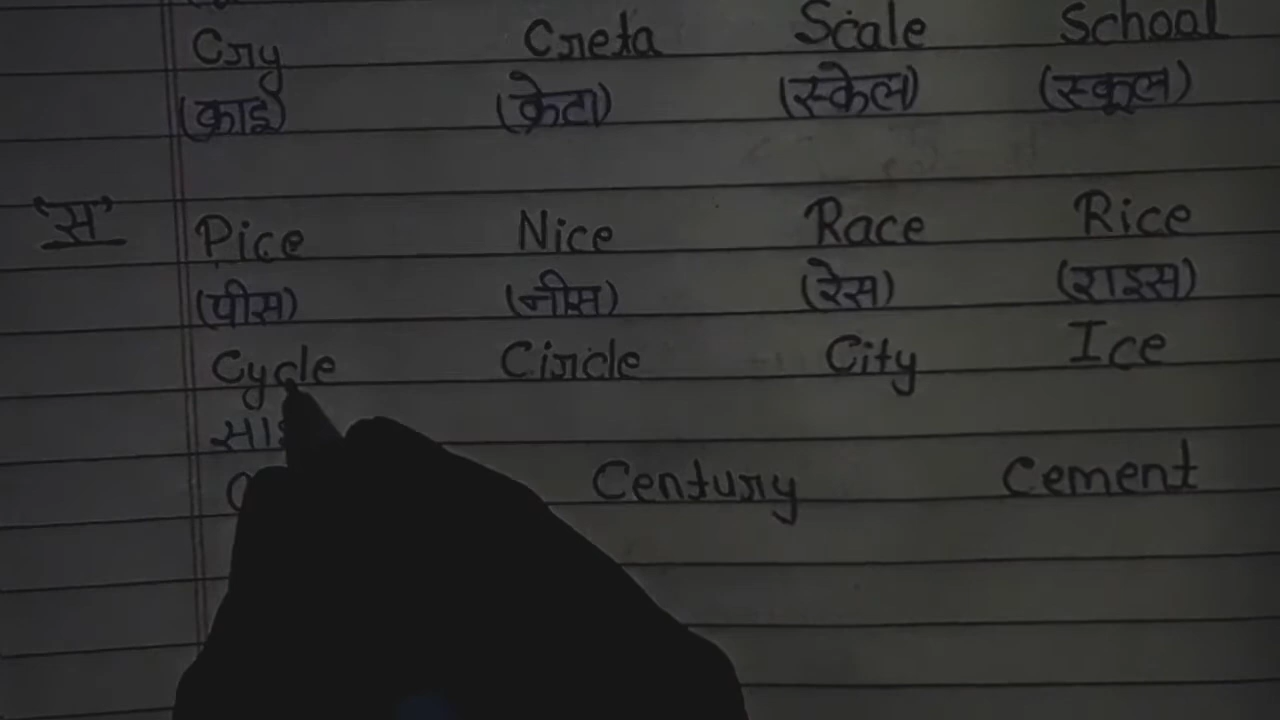 Cry Creta Scale School
(क्राइ) (क्रेटा) (स्केल) (स्कूल)
"स" Pice Nice Race Rice
(पीस) (नीस) (रेस) (राइस)
Cycle Circle City Ice
Century Cement